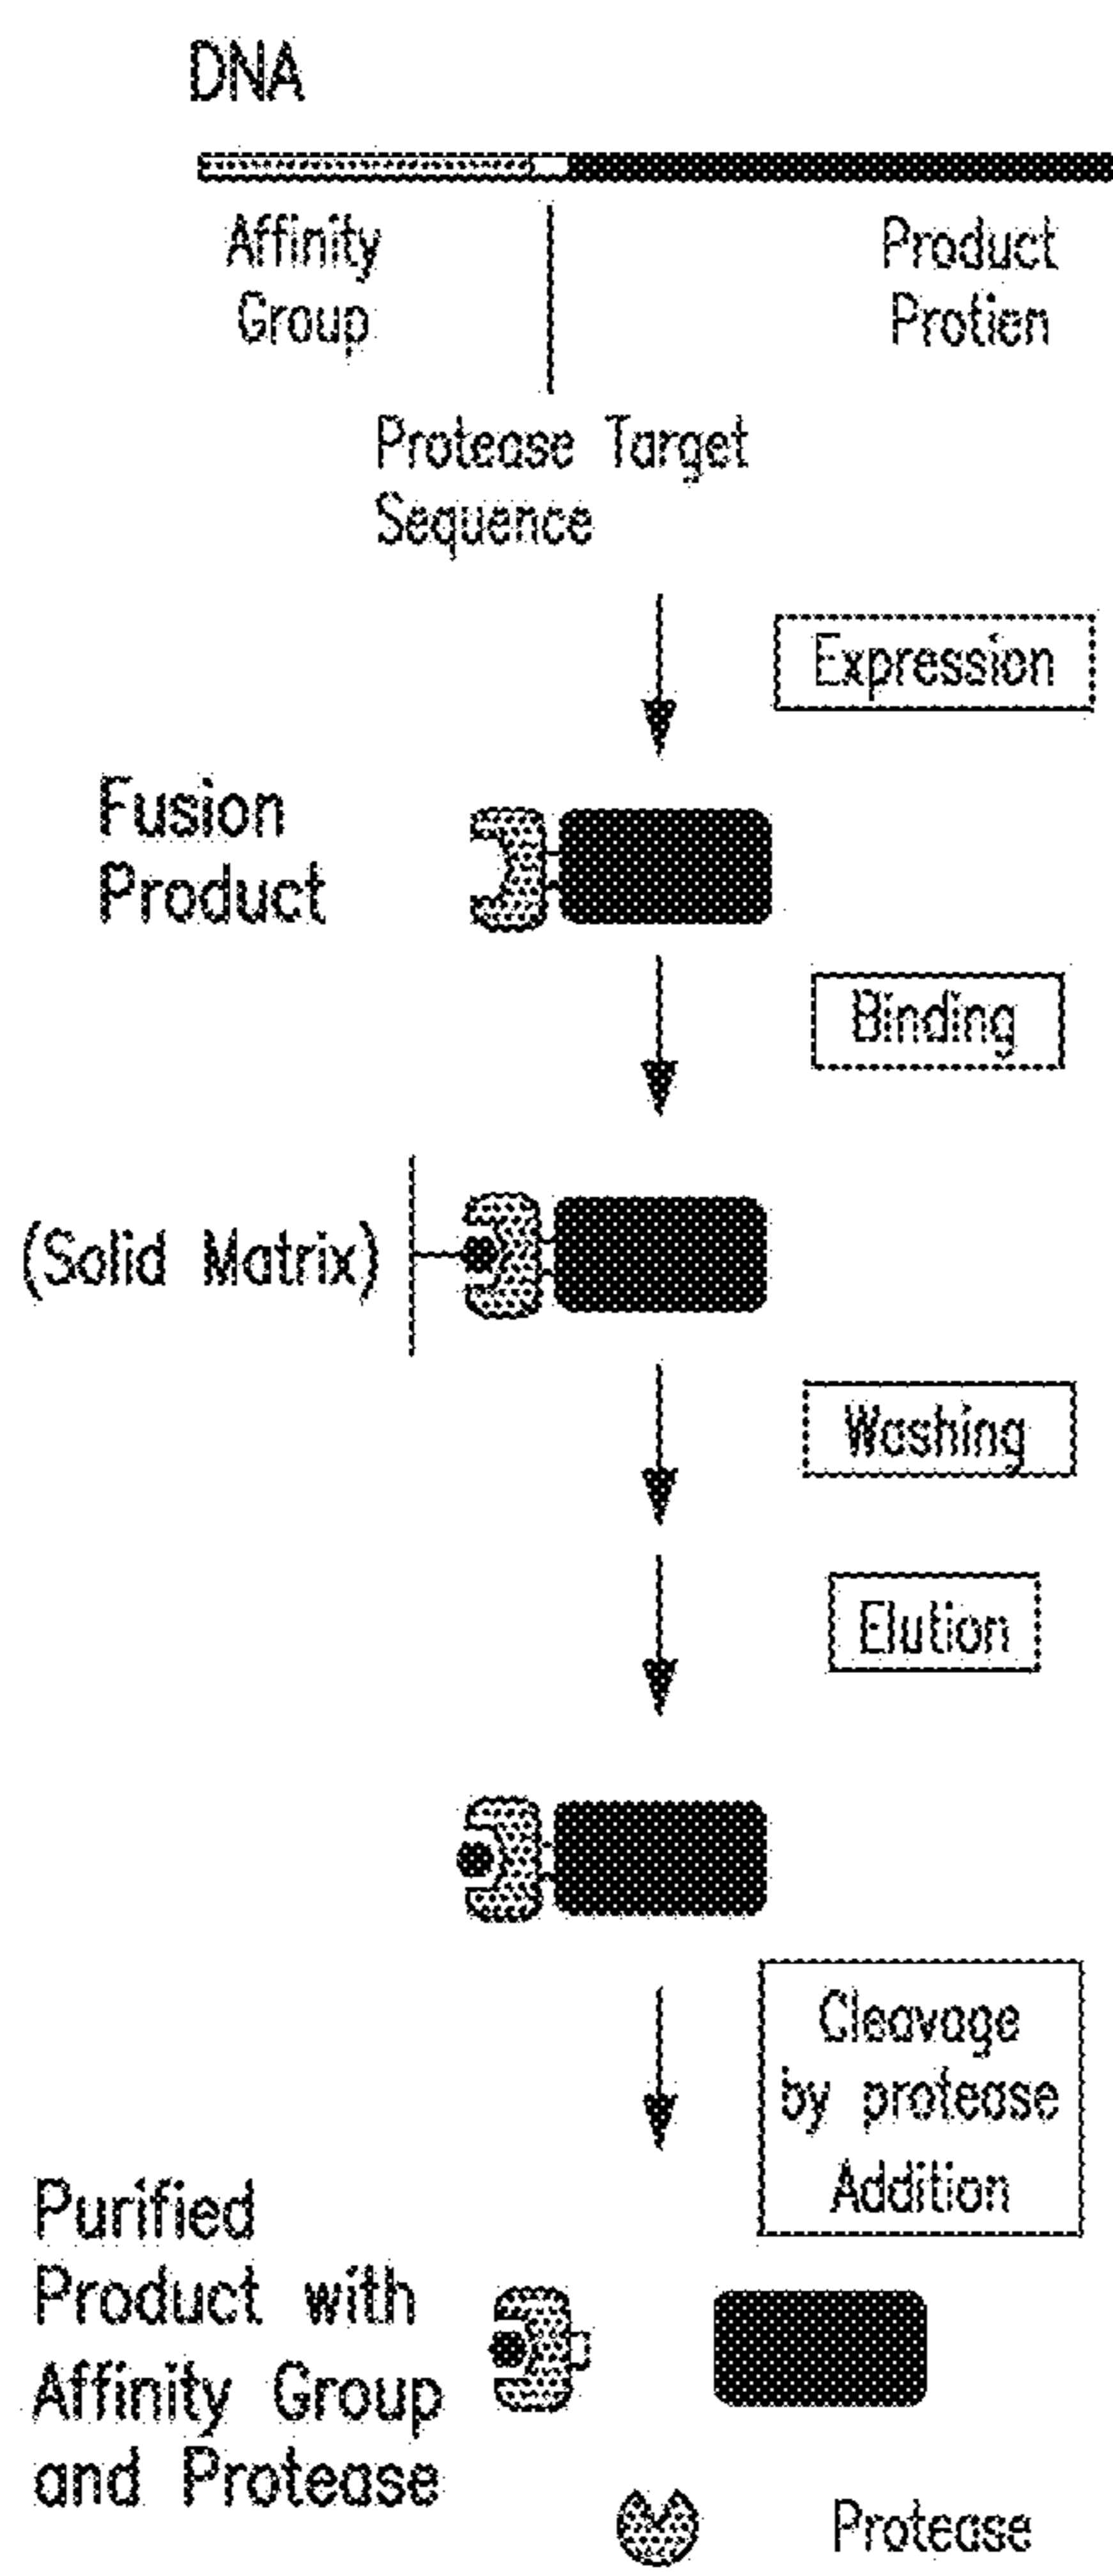 DNA
Affinity
Group
Product
Protien
Protease Target
Sequence
Expression
Fusion
Product
Binding
(Solid Matrix)
Washing
Elution
Cleavage
by protease
Addition
Purified
Product with
Affinity Group
and Protease
Protease